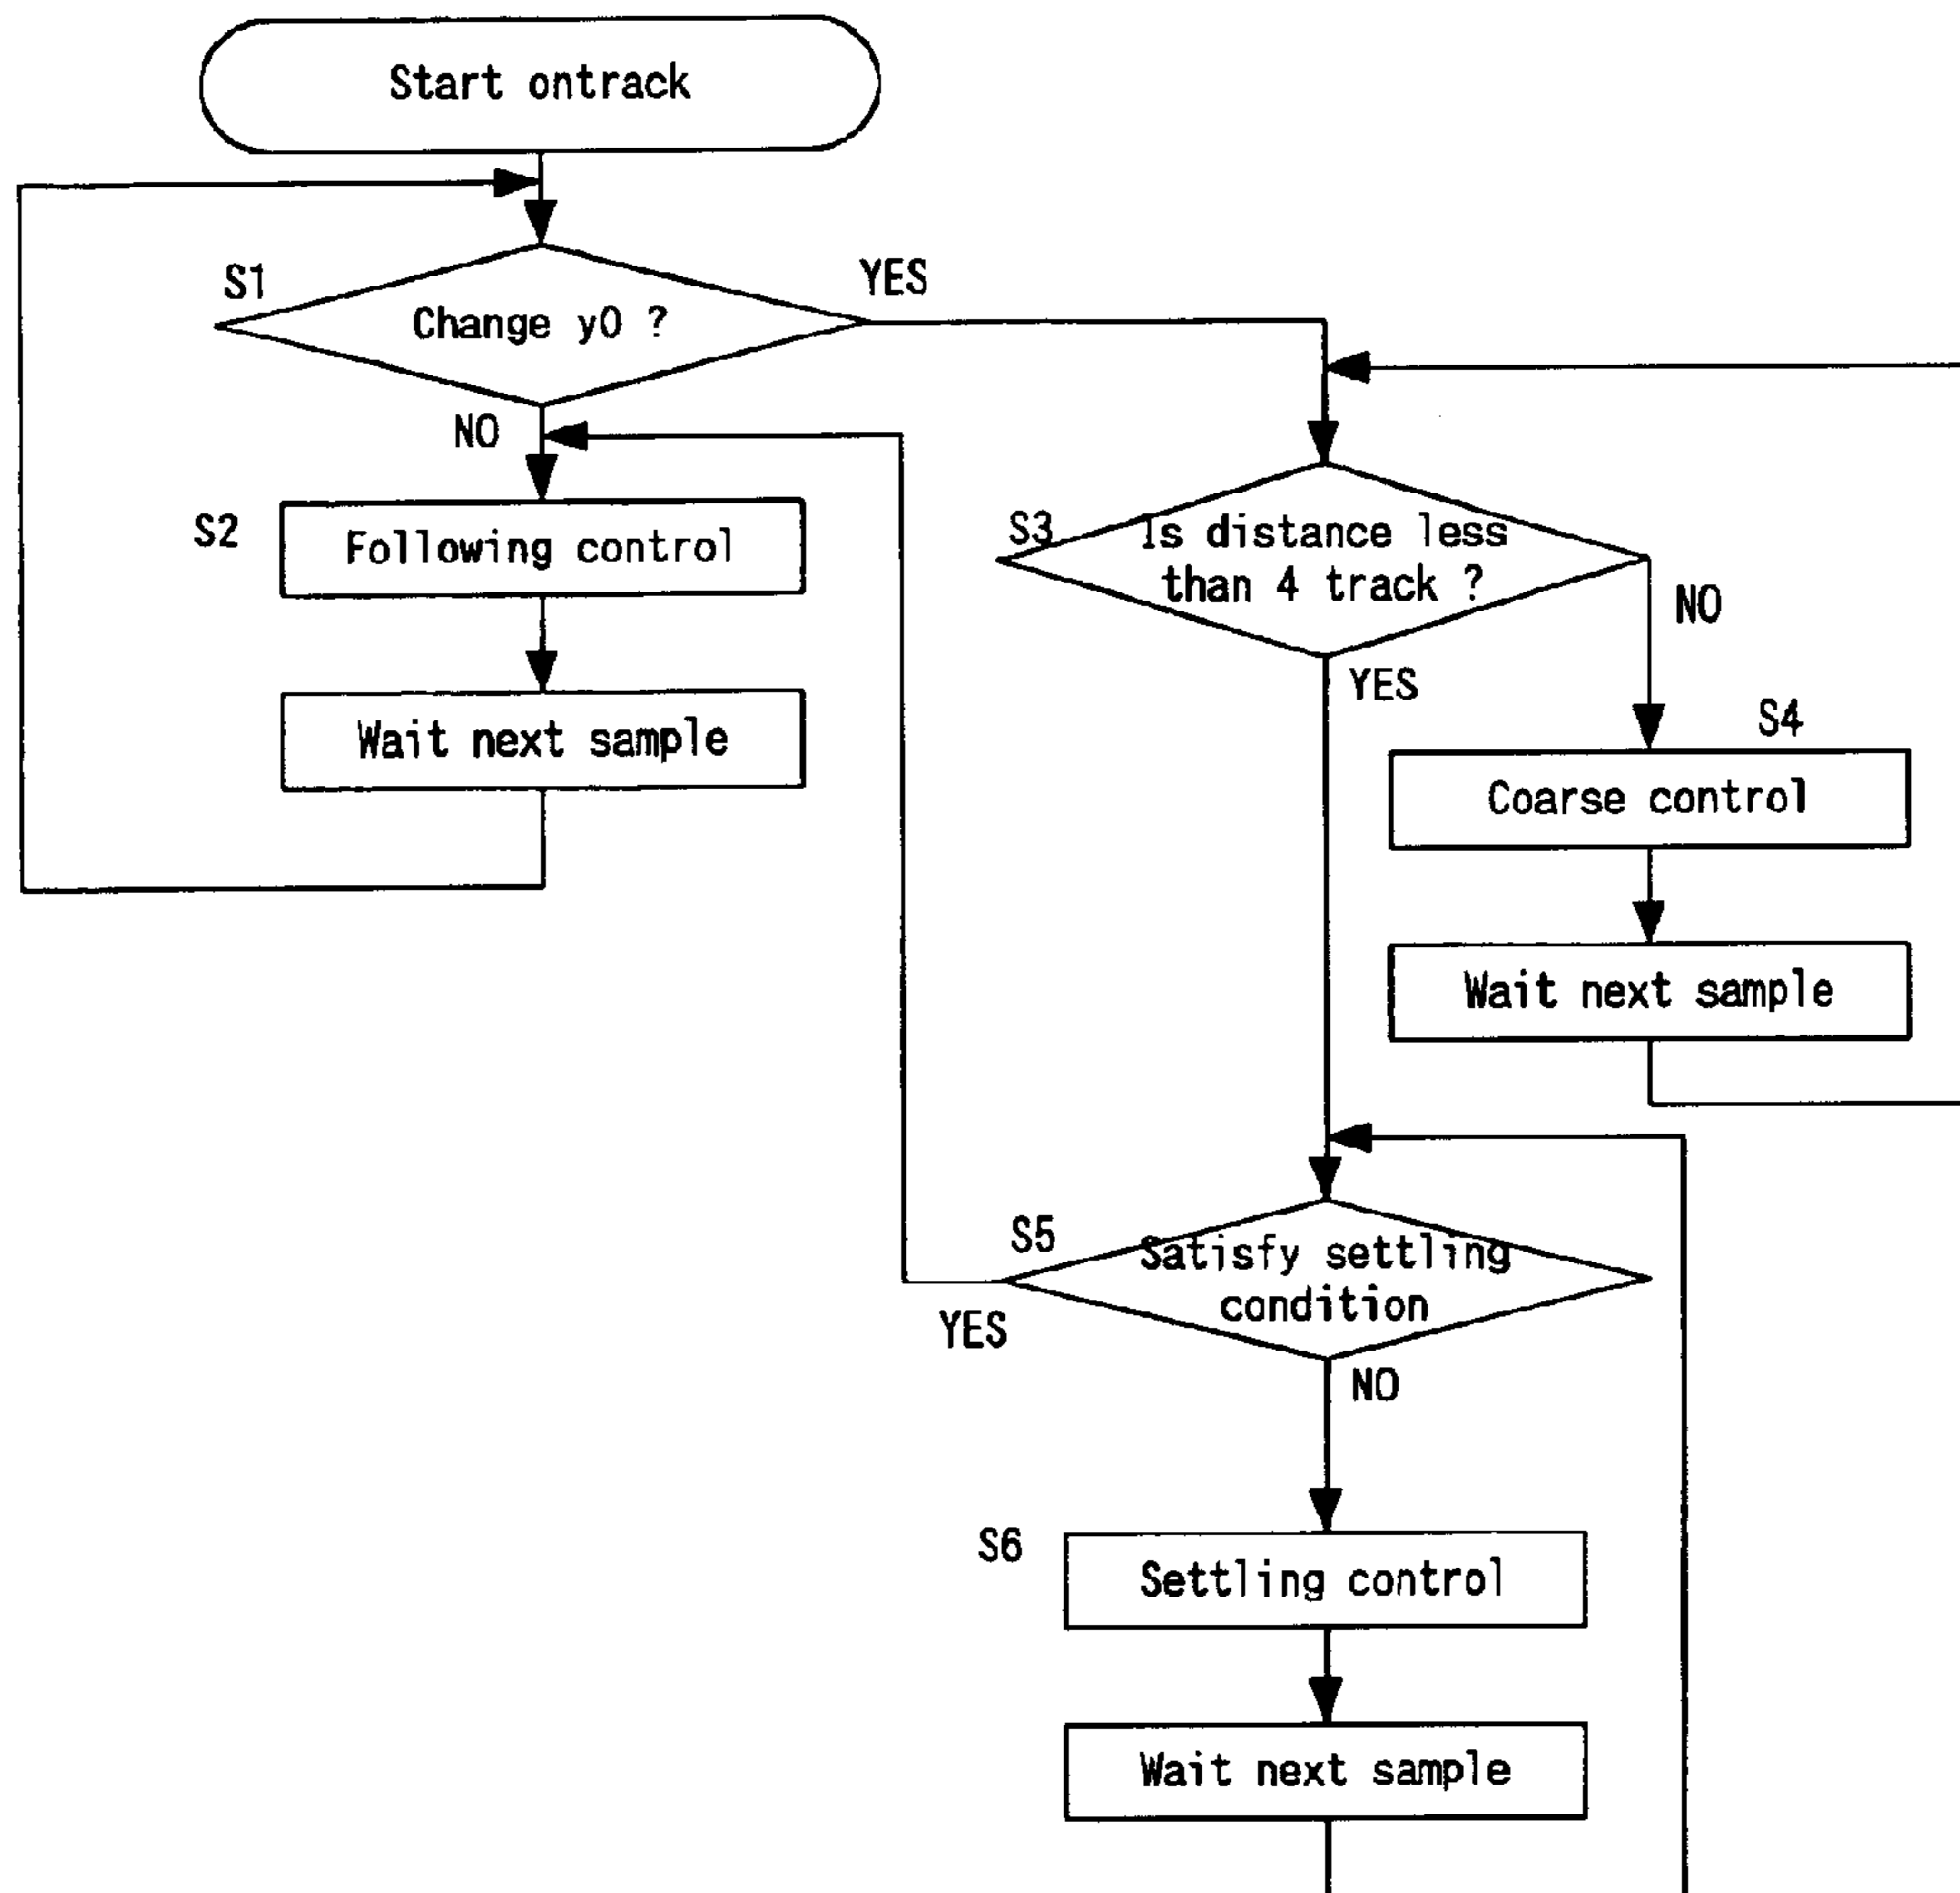 Start ontrack
S1
Change y0 ?
YES
NO
S2
Following control
Wait next sample
S3
Is distance less
than 4 track ?
NO
YES
S4
Coarse control
Wait next sample
S5
Satisfy settling
condition
YES
NO
S6
Settling control
Wait next sample